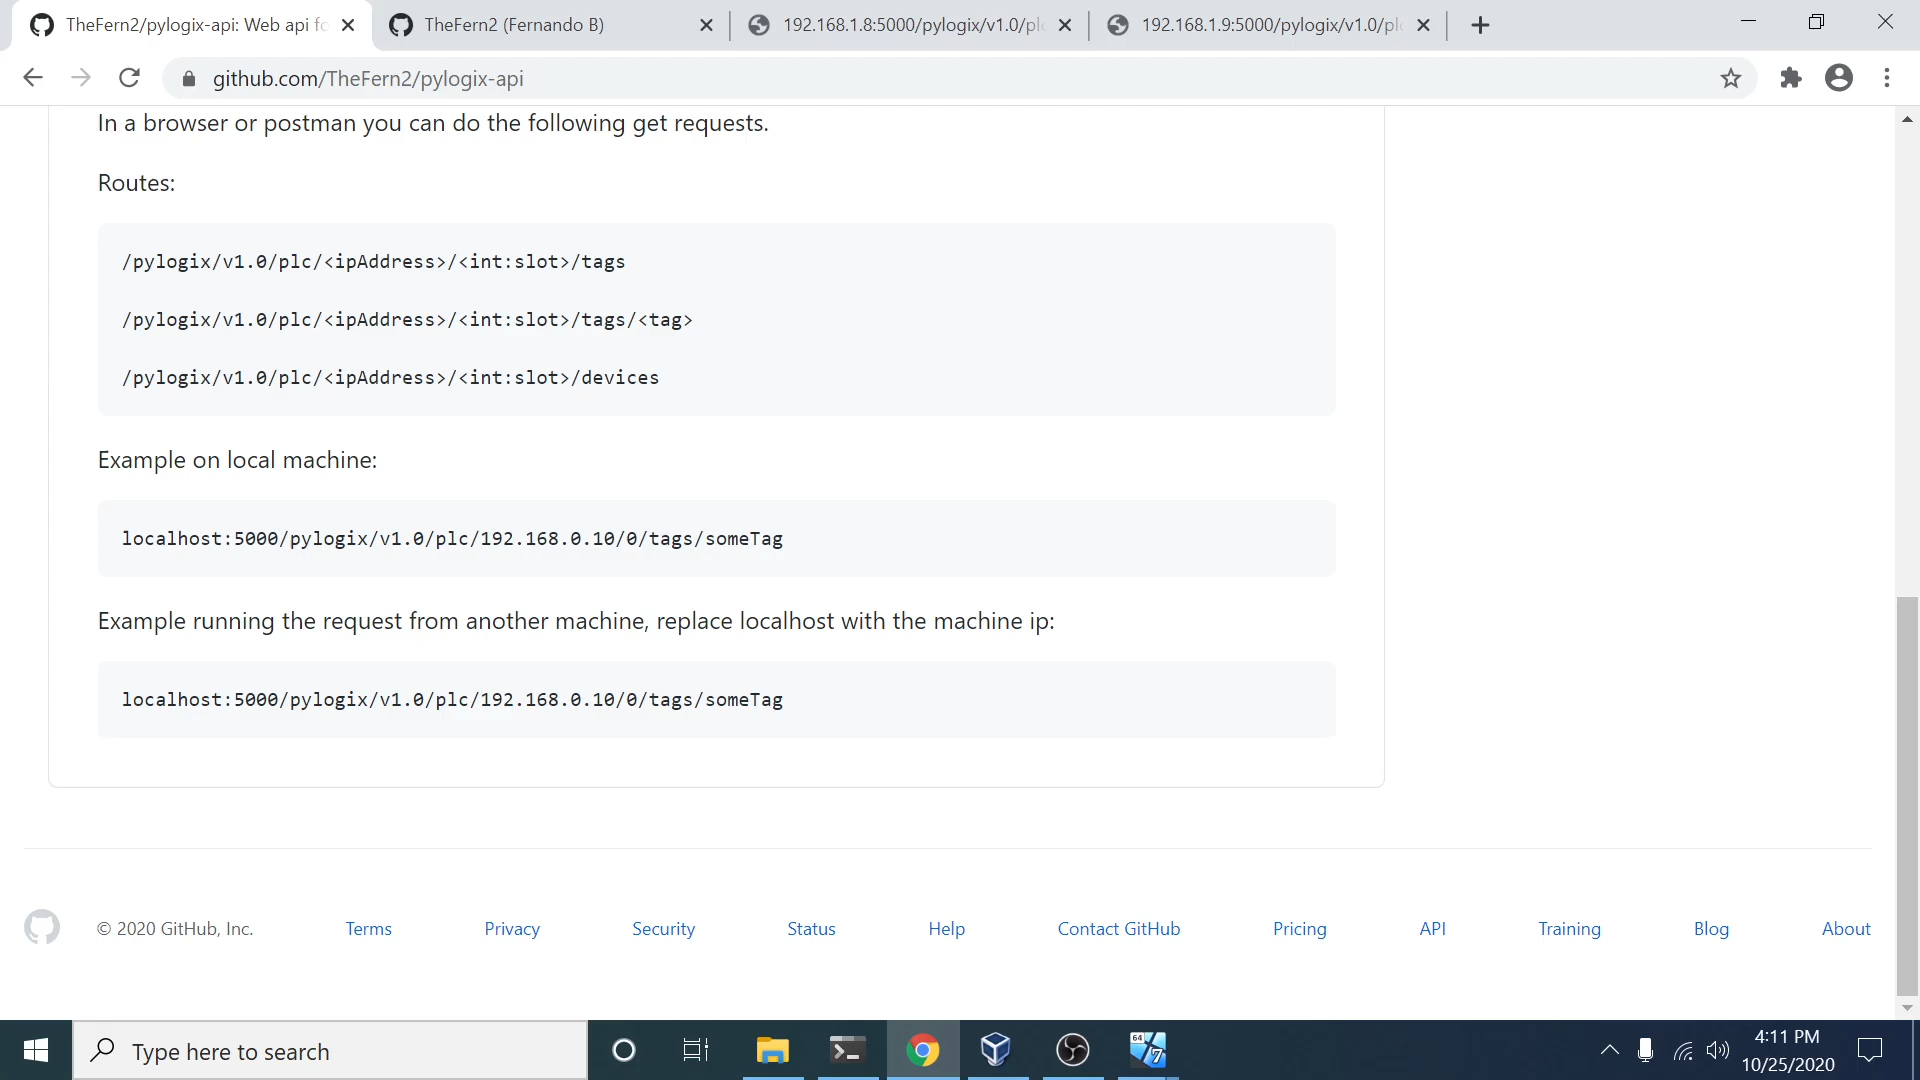 TheFern2/pylogix-api: Web api fo
TheFern2 (Fernando B)
192.168.1.8:5000/pylogix/v1.0/pl
192.168.1.9:5000/pylogix/v1.0/pl
github.com/TheFern2/pylogix-api
In a browser or postman you can do the following get requests.
Routes:
/pylogix/v1.0/plc/<ipAddress>/<int:slot>/tags
/pylogix/v1.0/plc/<ipAddress>/<int:slot>/tags/<tag>
/pylogix/v1.0/plc/<ipAddress>/<int:slot>/devices
Example on local machine:
localhost:5000/pylogix/v1.0/plc/192.168.0.10/0/tags/someTag
Example running the request from another machine, replace localhost with the machine ip:
localhost:5000/pylogix/v1.0/plc/192.168.0.10/0/tags/someTag
© 2020 GitHub, Inc.
Terms
Privacy
Security
Status
Help
Contact GitHub
Pricing
API
Training
Blog
About
Type here to search
64
7
4:11 PM
10/25/2020